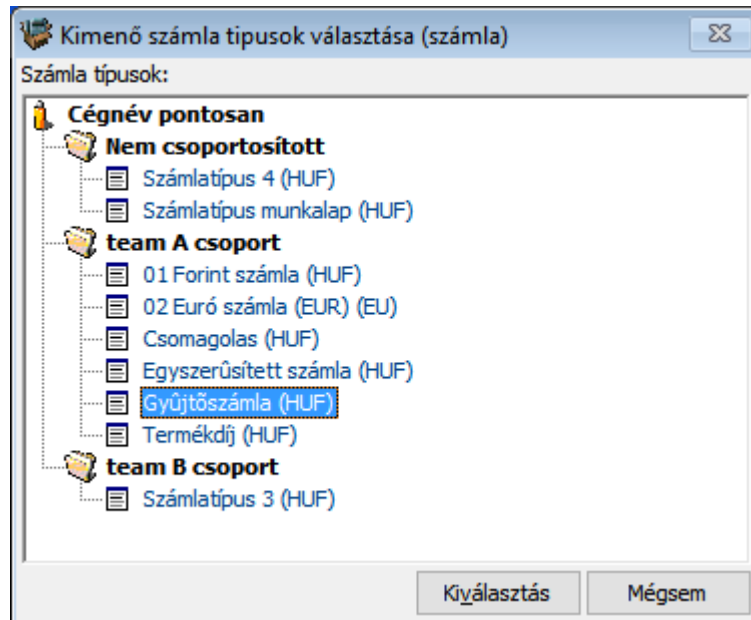 Kimenő számla tipusok választása (számla)
Számla típusok:
Cégnév pontosan
Nem csoportosított
Számlatípus 4 (HUF)
Számlatípus munkalap (HUF)
team A csoport
01 Forint számla (HUF)
02 Euró számla (EUR) (EU)
Csomagolas (HUF)
Egyszerûsített számla (HUF)
Gyûjtõszámla (HUF)
Termékdíj (HUF)
team B csoport
Számlatípus 3 (HUF)
Kiválasztás Mégsem